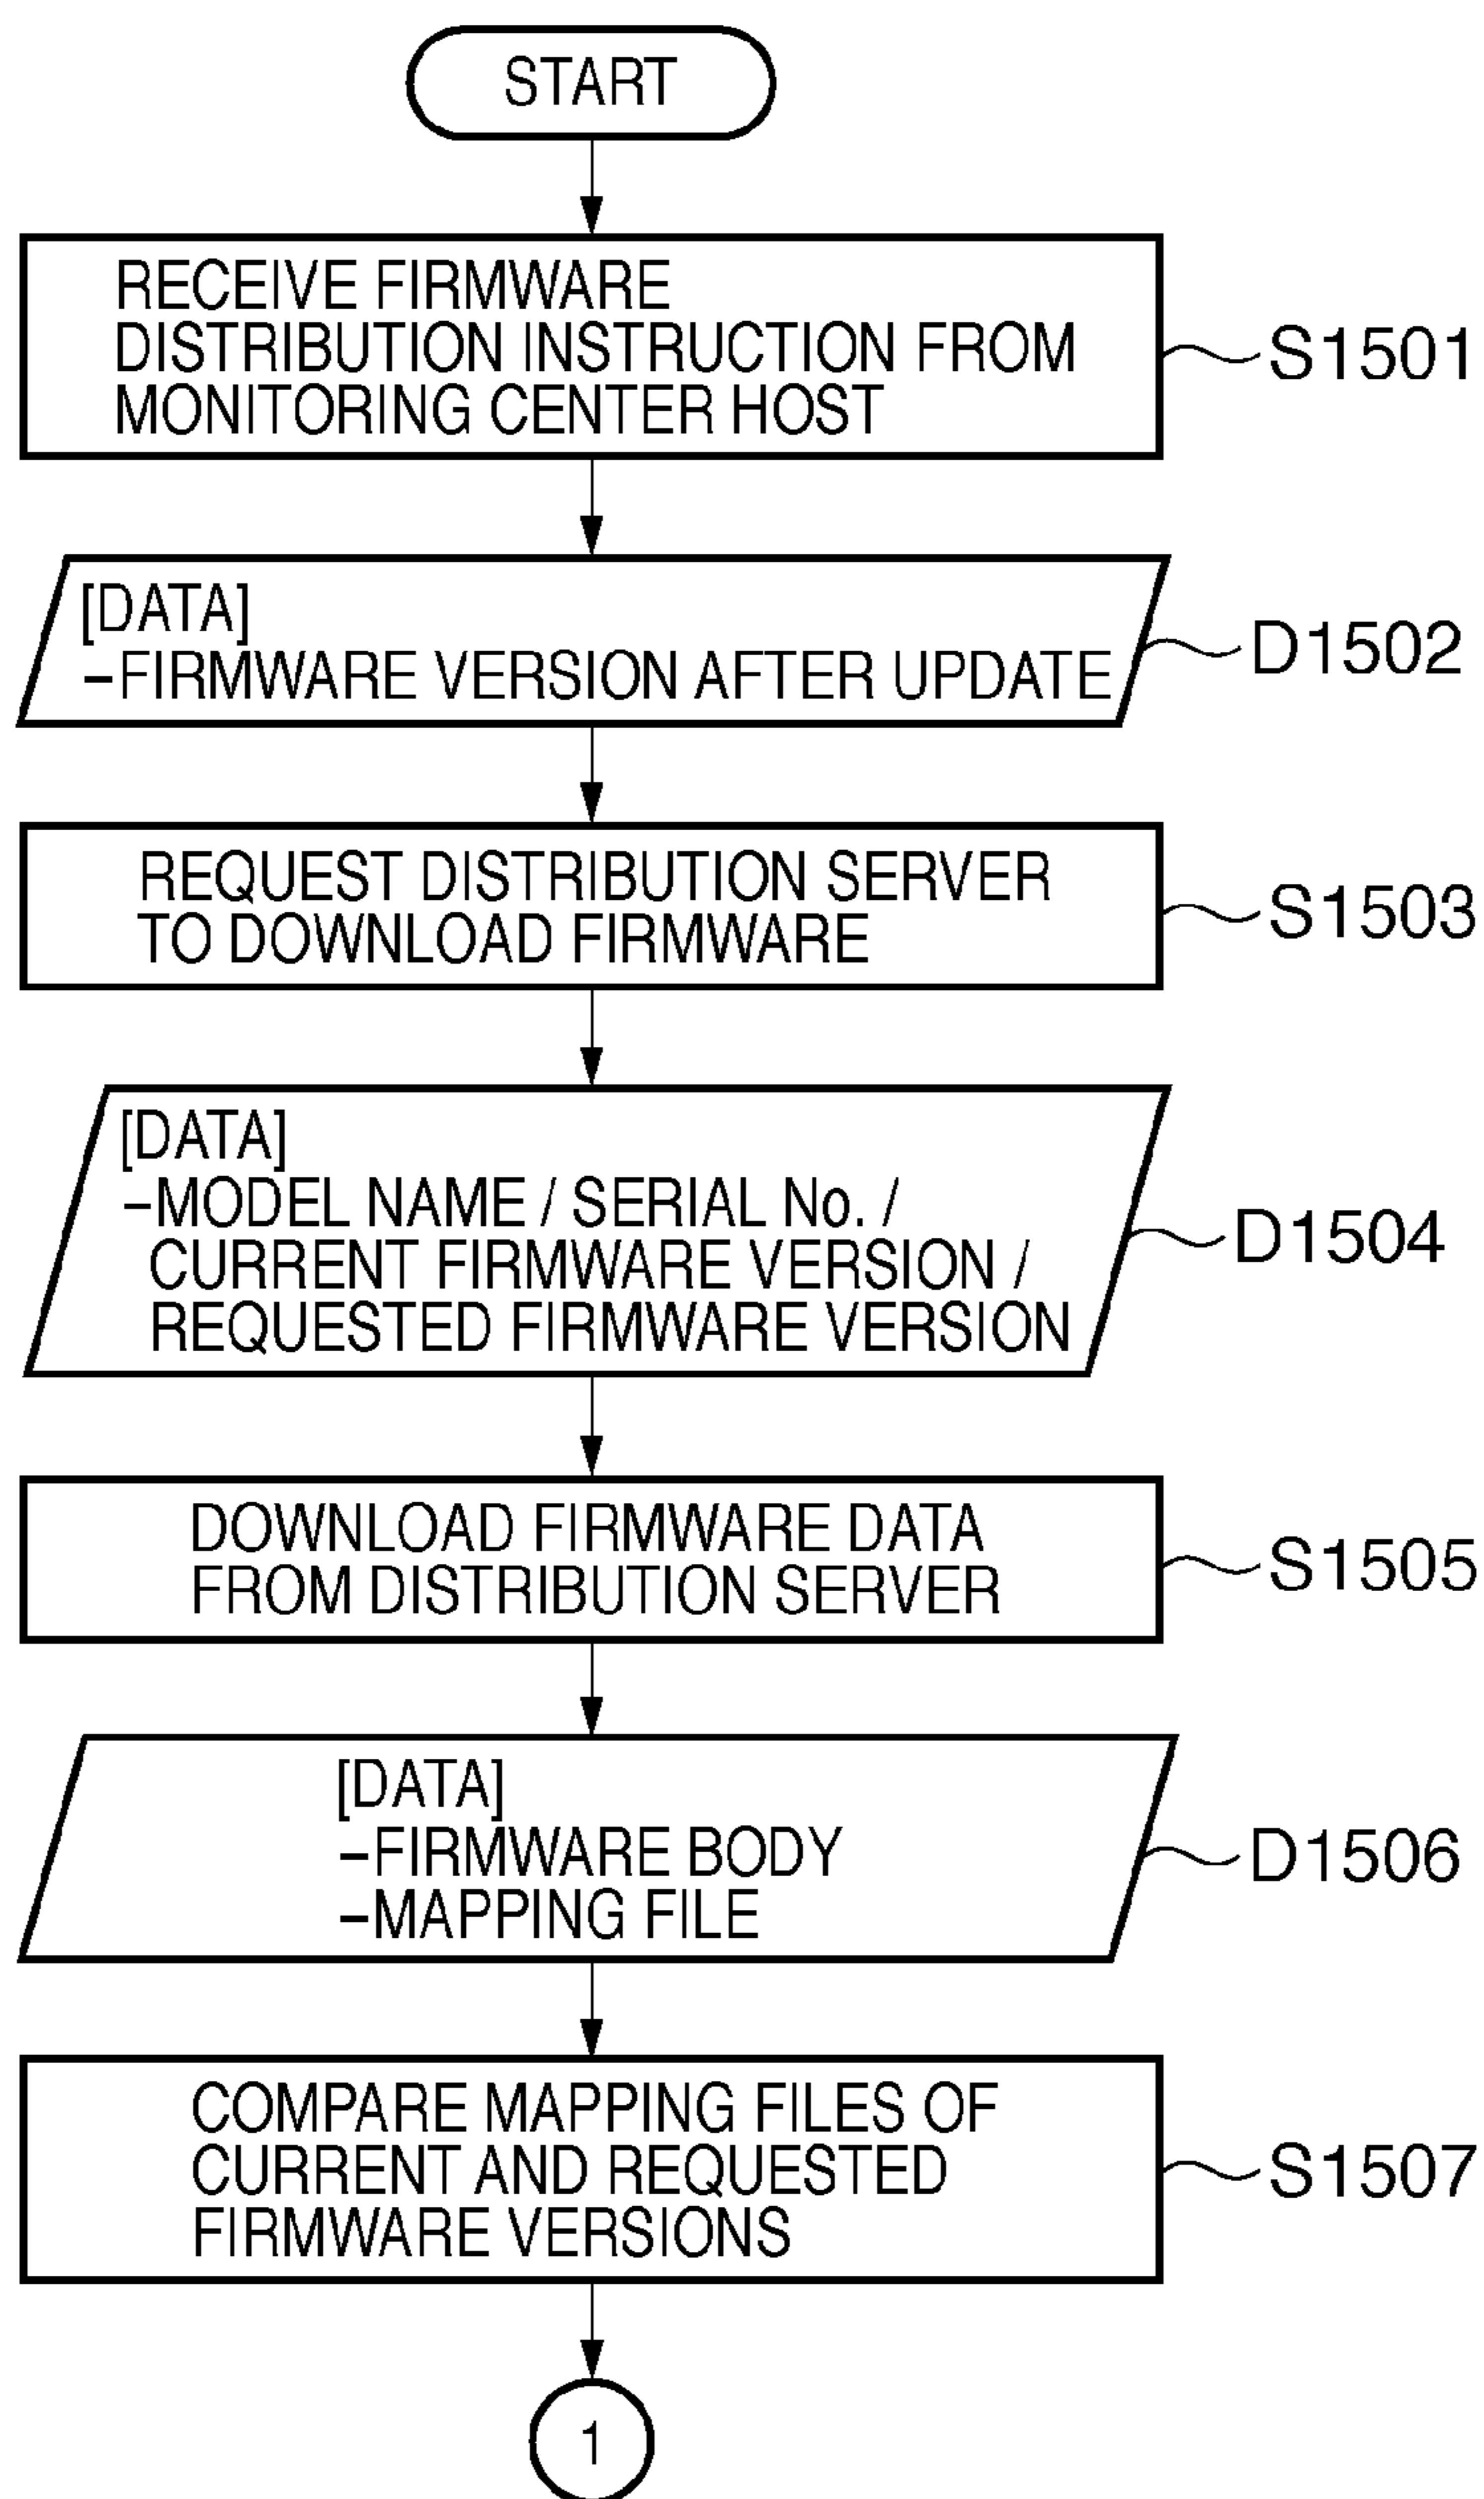 START
RECEIVE FIRMWARE
DISTRIBUTION INSTRUCTION FROM
MONITORING CENTER HOST
S1501
[DATA]
-FIRMWARE VERSION AFTER UPDATE
D1502
REQUEST DISTRIBUTION SERVER
TO DOWNLOAD FIRMWARE
S1503
[DATA]
-MODEL NAME / SERIAL No. /
CURRENT FIRMWARE VERSION /
REQUESTED FIRMWARE VERSION
D1504
DOWNLOAD FIRMWARE DATA
FROM DISTRIBUTION SERVER
S1505
[DATA]
-FIRMWARE BODY
-MAPPING FILE
D1506
COMPARE MAPPING FILES OF
CURRENT AND REQUESTED
FIRMWARE VERSIONS
S1507
1